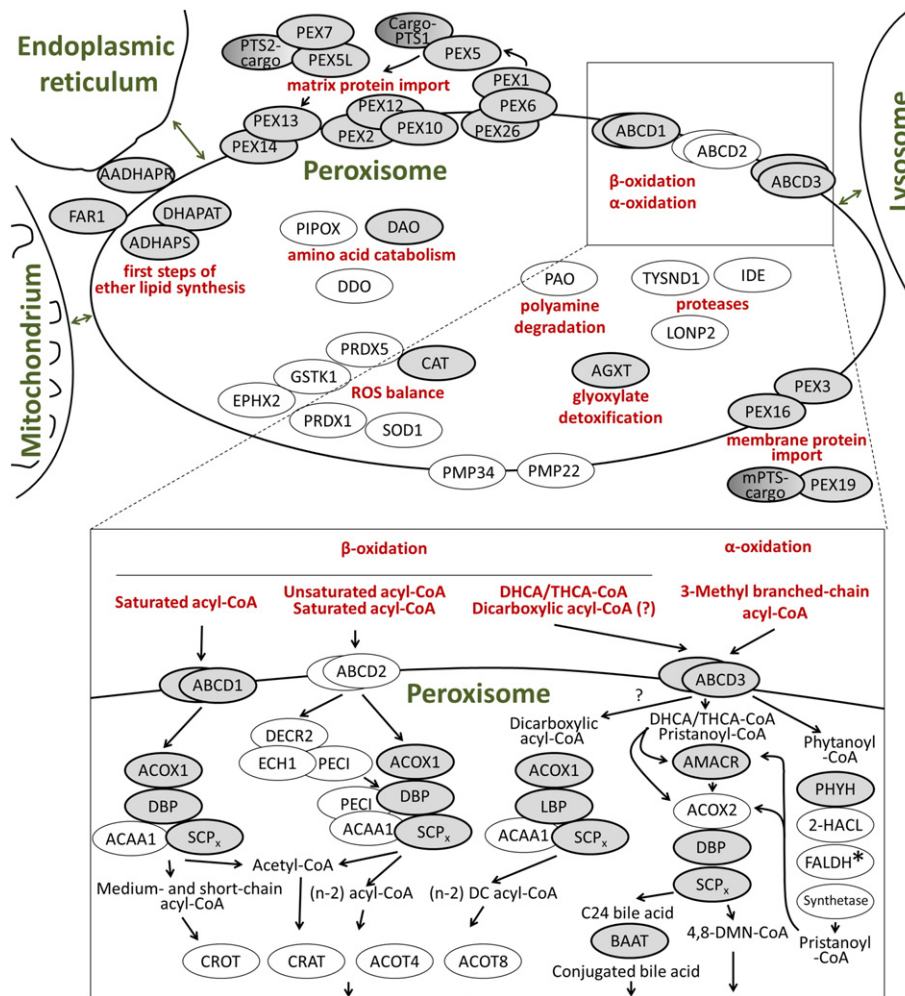 Endoplasmic
reticulum
PTS2-
cargo
PEX7
PEX5L
Cargo-
PTS1
PEX5
matrix protein import
PEX1
PEX6
PEX26
PEX13
PEX14
PEX12
PEX2
PEX10
ABCD1
ABCD2
ABCD3
Lysosome
Peroxisome
β-oxidation
α-oxidation
AADHAPR
FAR1
DHAPAT
ADHAPS
first steps of
ether lipid synthesis
PIPOX
DAO
amino acid catabolism
DDO
PAO
polyamine
degradation
TYSND1
IDE
proteases
LONP2
Mitochondrium
PRDX5
CAT
GSTK1
ROS balance
EPHX2
PRDX1
SOD1
AGXT
glyoxylate
detoxification
PEX3
PEX16
membrane protein
import
mPTS-
cargo
PEX19
PMP34
PMP22
β-oxidation
α-oxidation
Saturated acyl-CoA
Unsaturated acyl-CoA
Saturated acyl-CoA
DHCA/THCA-CoA
Dicarboxylic acyl-CoA (?)
3-Methyl branched-chain
acyl-CoA
ABCD1
ABCD2
ABCD3
Peroxisome
?
ACOX1
DBP
ACAA1
SCPx
DECR2
ECH1
PECI
ACOX1
PECI
DBP
ACAA1
SCPx
Dicarboxylic
acyl-CoA
ACOX1
LBP
ACAA1
SCPx
DHCA/THCA-CoA
Pristanoyl-CoA
AMACR
ACOX2
DBP
SCPx
Phytanoyl
-CoA
PHYH
2-HACL
FALDH*
Synthetase
Pristanoyl
-CoA
Medium- and short-chain
acyl-CoA
Acetyl-CoA
(n-2) acyl-CoA
(n-2) DC acyl-CoA
C24 bile acid
BAAT
Conjugated bile acid
4,8-DMN-CoA
CROT
CRAT
ACOT4
ACOT8